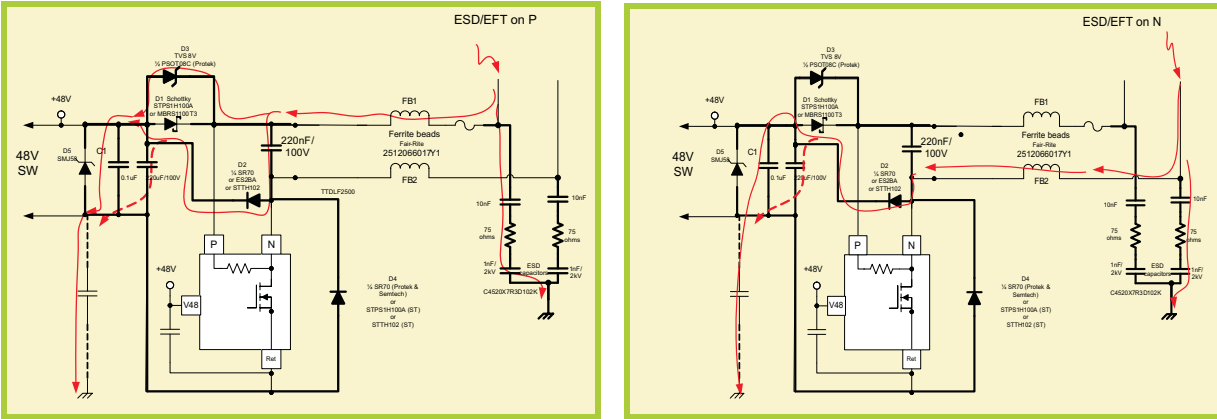 ESD/EFT on P
D3
TVS 8V
½ PSOT08C (Protek)
+48V
D1 Schottky
STPS1H100A
or MBRS1100T3
FB1
Ferrite beads
Fair-Rite
2512066017Y1
FB2
220nF/
100V
48V
SW
D5
SMJ58
C1
0.1uF
220uF/100V
D2
¼ SR70
or ES2BA
or STTH102
TTDLF2500
10nF
10nF
75
ohms
75
ohms
P
N
+48V
V48
Ret
1nF/
2kV
ESD
capacitors
1nF/
2kV
C4520X7R3D102K
D4
¼ SR70 (Protek &
Semtech)
or
STPS1H100A (ST)
or
STTH102 (ST)
ESD/EFT on N
D3
TVS 8V
½ PSOT08C (Protek)
+48V
D1 Schottky
STPS1H100A
or MBRS1100T3
FB1
Ferrite beads
Fair-Rite
2512066017Y1
FB2
220nF/
100V
48V
SW
D5
SMJ58
C1
0.1uF
220uF/100V
D2
¼ SR70
or ES2BA
or STTH102
10nF
10nF
75
ohms
75
ohms
P
N
+48V
V48
Ret
1nF/
2kV
ESD
capacitors
1nF/
2kV
C4520X7R3D102K
D4
¼ SR70 (Protek &
Semtech)
or
STPS1H100A (ST)
or
STTH102 (ST)